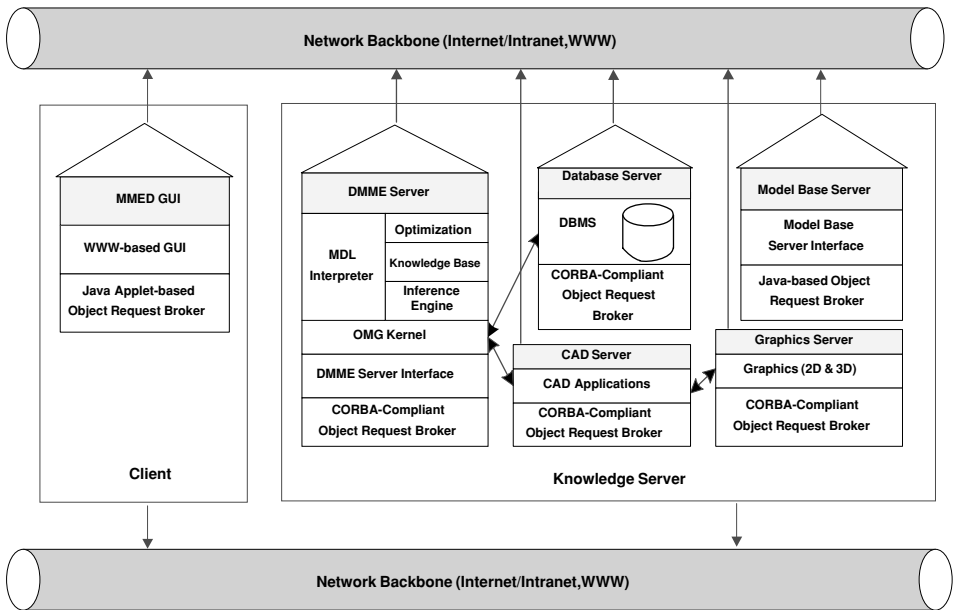 Network Backbone (Internet/Intranet,WWW)
MMED GUI
WWW-based GUI
Java Applet-based
Object Request Broker
Client
DMME Server
MDL
Interpreter
Optimization
Knowledge Base
Inference
Engine
OMG Kernel
DMME Server Interface
CORBA-Compliant
Object Request Broker
Database Server
DBMS
CORBA-Compliant
Object Request
Broker
CAD Server
CAD Applications
CORBA-Compliant
Object Request Broker
Model Base Server
Model Base
Server Interface
Java-based Object
Request Broker
Graphics Server
Graphics (2D & 3D)
CORBA-Compliant
Object Request Broker
Knowledge Server
Network Backbone (Internet/Intranet,WWW)